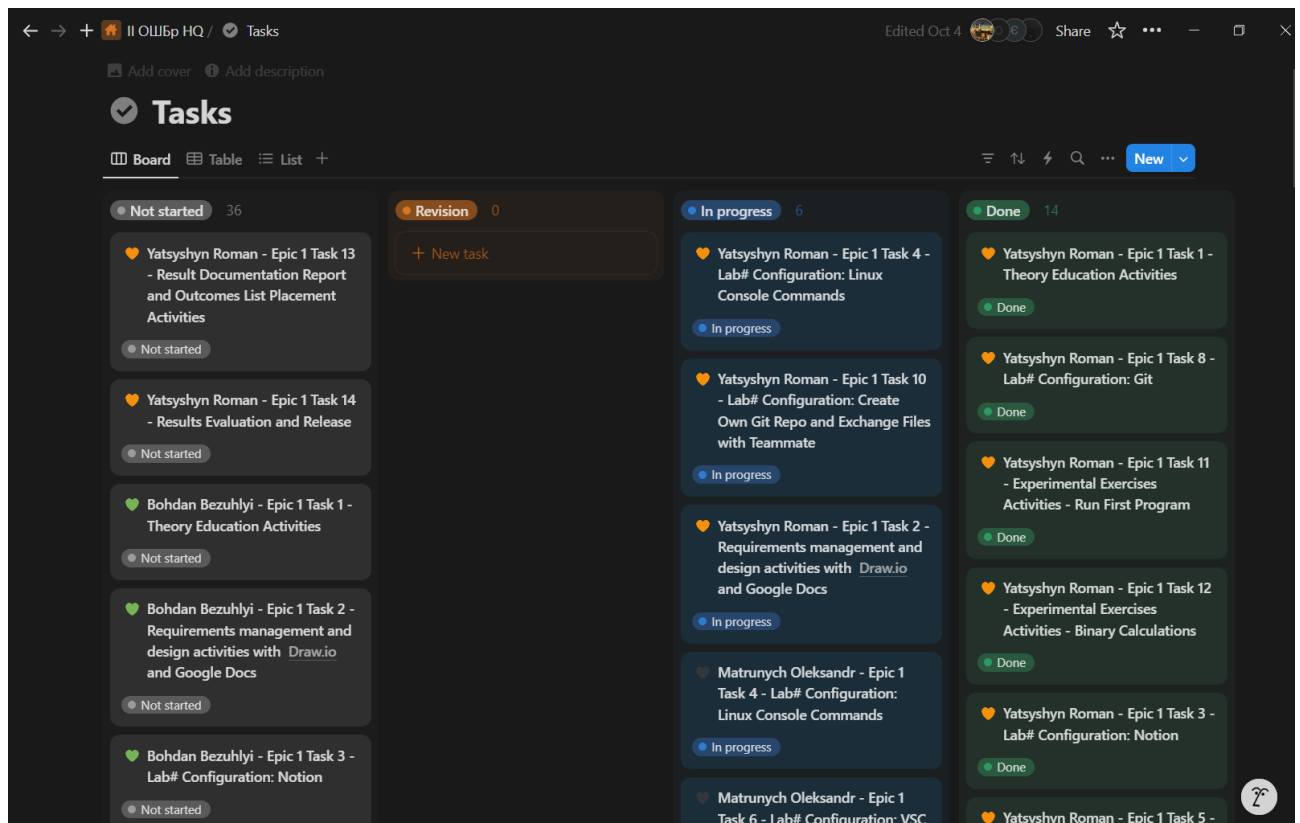 II ОШБр HQ / Tasks
Edited Oct 4
Share
Add cover
Add description
Tasks
Board
Table
List
New
Not started 36
Yatsyshyn Roman - Epic 1 Task 13
- Result Documentation Report
and Outcomes List Placement
Activities
Not started
Yatsyshyn Roman - Epic 1 Task 14
- Results Evaluation and Release
Not started
Bohdan Bezuhlyi - Epic 1 Task 1 -
Theory Education Activities
Not started
Bohdan Bezuhlyi - Epic 1 Task 2 -
Requirements management and
design activities with Draw.io
and Google Docs
Not started
Bohdan Bezuhlyi - Epic 1 Task 3 -
Lab# Configuration: Notion
Not started
Revision 0
New task
In progress 6
Yatsyshyn Roman - Epic 1 Task 4 -
Lab# Configuration: Linux
Console Commands
In progress
Yatsyshyn Roman - Epic 1 Task 10
- Lab# Configuration: Create
Own Git Repo and Exchange Files
with Teammate
In progress
Yatsyshyn Roman - Epic 1 Task 2 -
Requirements management and
design activities with Draw.io
and Google Docs
In progress
Matrunych Oleksandr - Epic 1
Task 4 - Lab# Configuration:
Linux Console Commands
In progress
Matrunych Oleksandr - Epic 1
Task 6 - Lab# Configuration: VSC
Done 14
Yatsyshyn Roman - Epic 1 Task 1 -
Theory Education Activities
Done
Yatsyshyn Roman - Epic 1 Task 8 -
Lab# Configuration: Git
Done
Yatsyshyn Roman - Epic 1 Task 11
- Experimental Exercises
Activities - Run First Program
Done
Yatsyshyn Roman - Epic 1 Task 12
- Experimental Exercises
Activities - Binary Calculations
Done
Yatsyshyn Roman - Epic 1 Task 3 -
Lab# Configuration: Notion
Done
Yatsyshyn Roman - Epic 1 Task 5 -